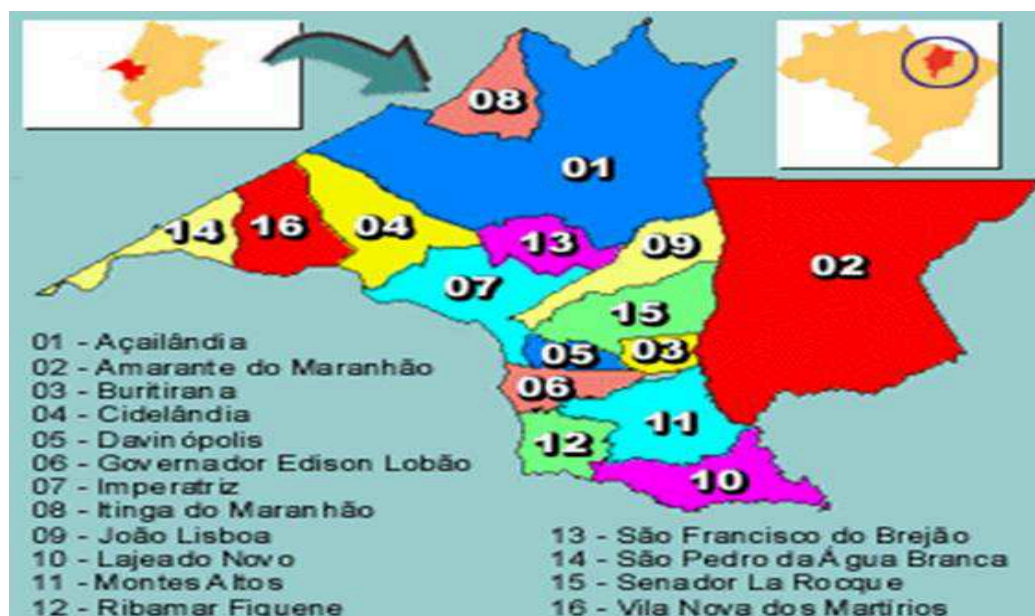 08
01
14
16
04
13
09
02
07
15
05
03
06
12
11
10
01 - Açailândia
02 - Amarante do Maranhão
03 - Buritirana
04 - Cidelândia
05 - Davinópolis
06 - Governador Edison Lobão
07 - Imperatriz
08 - Itinga do Maranhão
09 - João Lisboa
10 - Lajeado Novo
11 - Montes Altos
12 - Ribamar Fiquene
13 - São Francisco do Brejão
14 - São Pedro da Água Branca
15 - Senador La Rocque
16 - Vila Nova dos Martírios